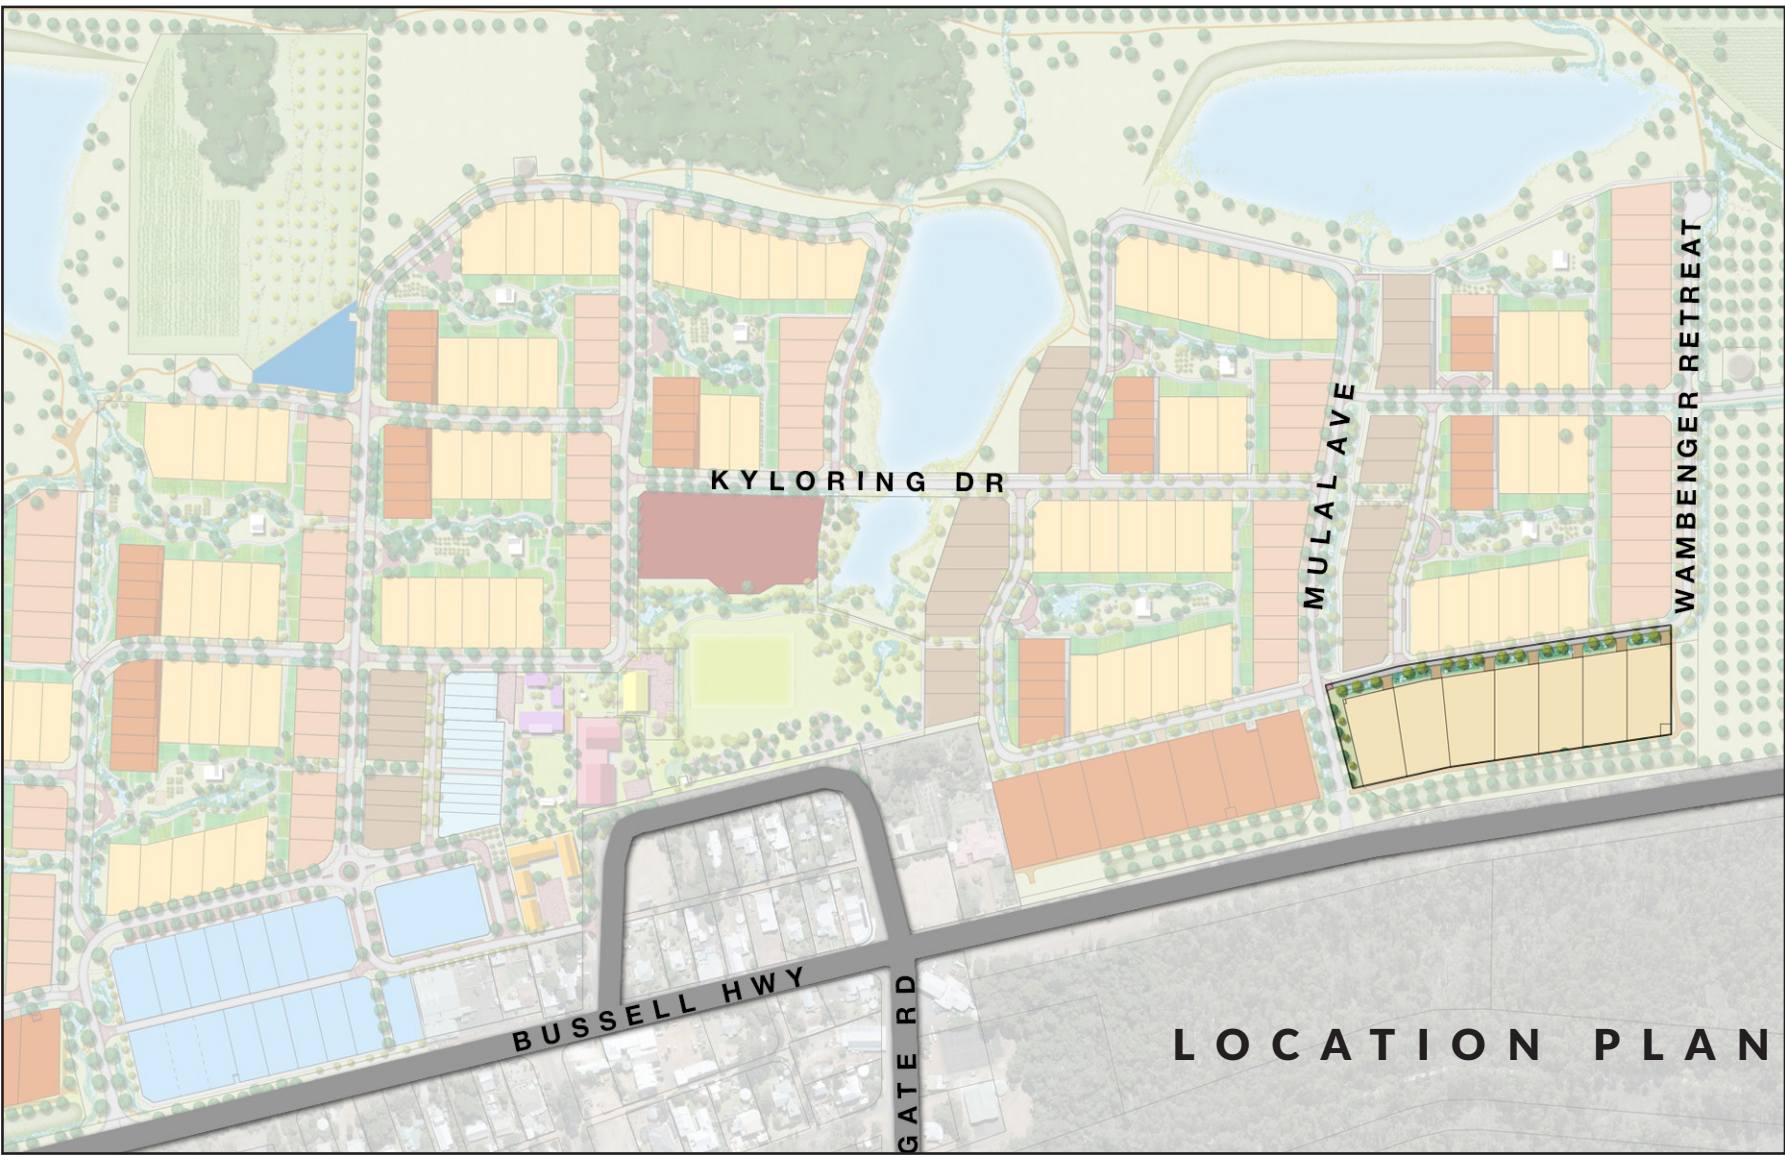 WAMBENGER RETREAT
MULAL AVE
KYLORING DR
BUSSELL HWY
GATE RD
LOCATION PLAN